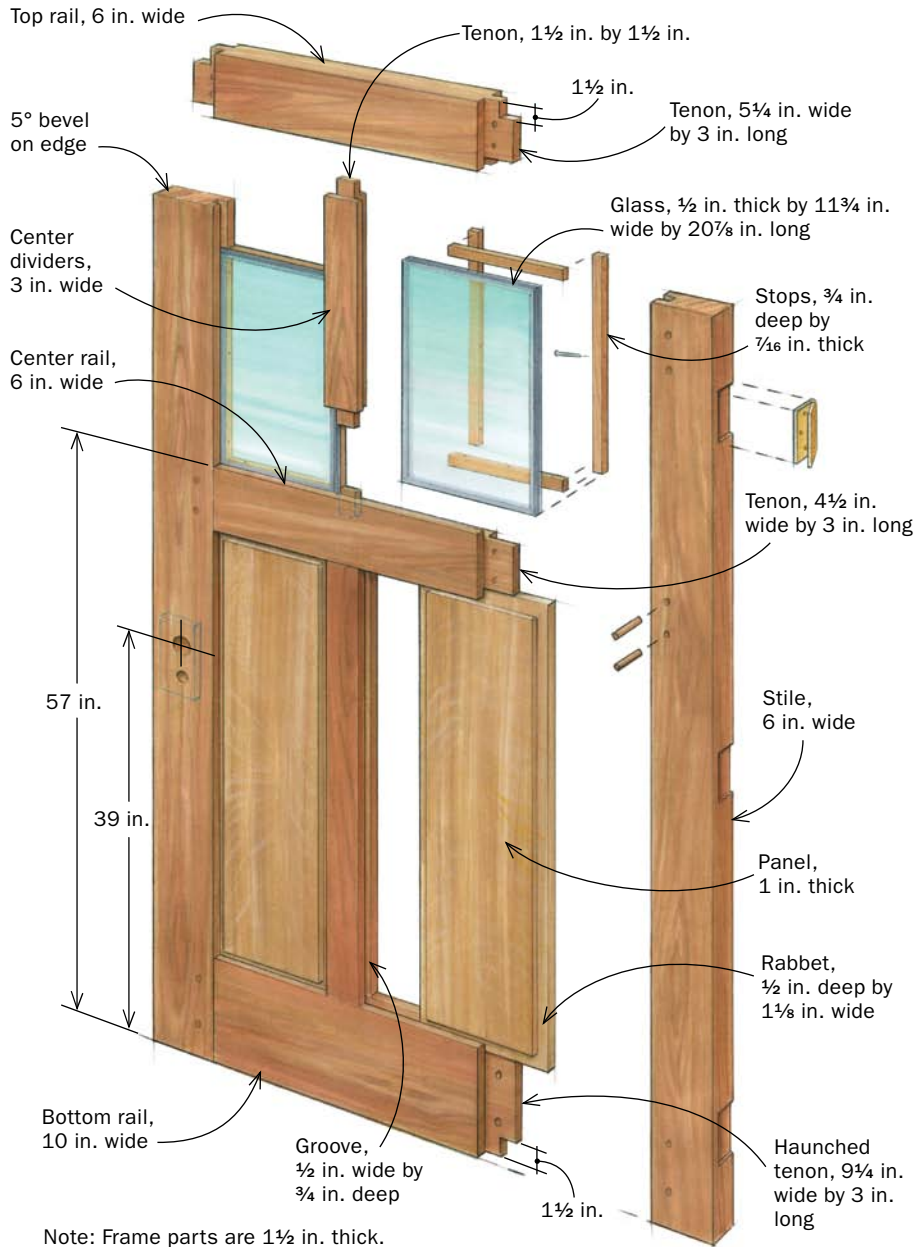 Top rail, 6 in. wide
Tenon, 1½ in. by 1½ in.
1½ in.
Tenon, 5¼ in. wide
by 3 in. long
5° bevel
on edge
Glass, ½ in. thick by 11¾ in.
wide by 20⅞ in. long
Center
dividers,
3 in. wide
Stops, ¾ in.
deep by
7⁄16 in. thick
Center rail,
6 in. wide
Tenon, 4½ in.
wide by 3 in. long
57 in.
Stile,
6 in. wide
39 in.
Panel,
1 in. thick
Rabbet,
½ in. deep by
1⅛ in. wide
Bottom rail,
10 in. wide
Groove,
½ in. wide by
¾ in. deep
1½ in.
Haunched
tenon, 9¼ in.
wide by 3 in.
long
Note: Frame parts are 1½ in. thick.